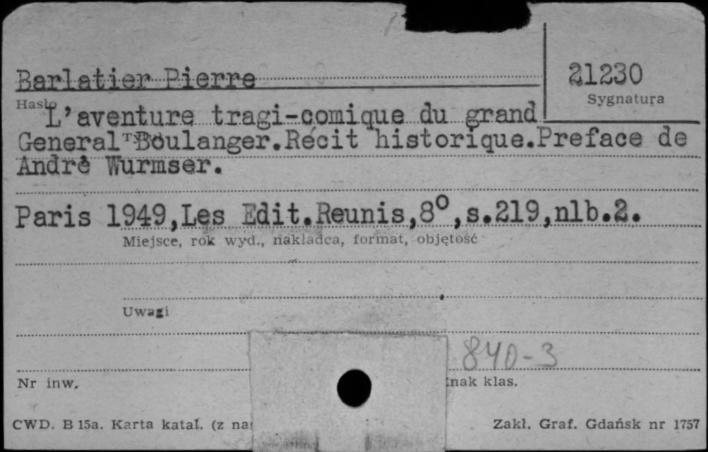 Barlatier Pierre
21230
Hasło
Sygnatura
L'aventure tragi-comique du grand
General Boulanger.Récit historique.Preface de
André Wurmser.
Paris 1949,Les Edit.Reunis,8°,s.219,nlb.2.
Miejsce, rok wyd., nakładca, format, objętość
Uwagi
840-3
Nr inw.
znak klas.
CWD. B 15a. Karta katal. (z
Zakł. Graf. Gdańsk nr 1757